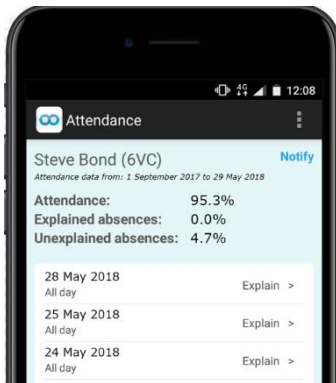 4G 12:08
Attendance
Steve Bond (6VC) Notify
Attendance data from: 1 September 2017 to 29 May 2018
Attendance: 95.3%
Explained absences: 0.0%
Unexplained absences: 4.7%
28 May 2018
All day Explain >
25 May 2018
All day Explain >
24 May 2018
All day Explain >